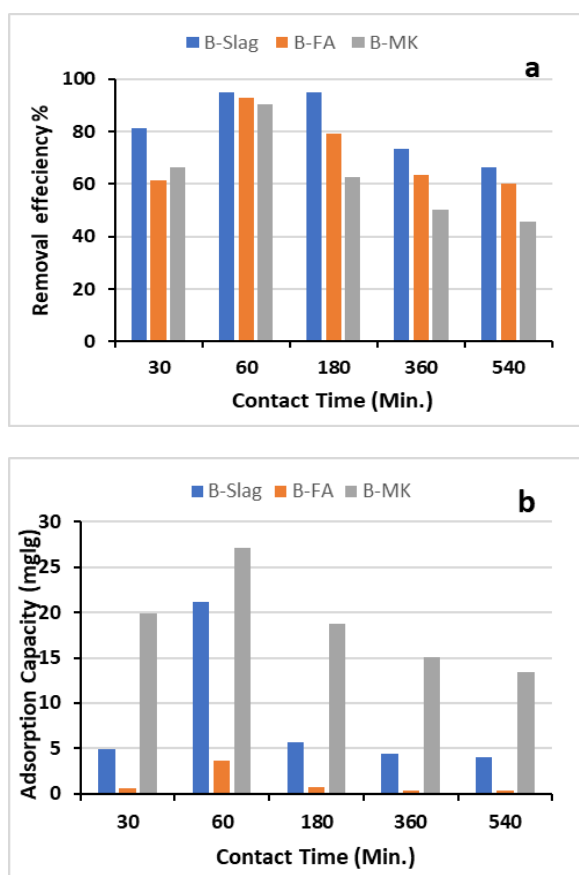 B-Slag B-FA B-MK
a
100
80
60
40
20
0
Removal effeciency %
30 60 180 360 540
Contact Time (Min.)
B-Slag B-FA B-MK
b
30
25
20
15
10
5
0
Adsorption Capacity (mglg)
30 60 180 360 540
Contact Time (Min.)